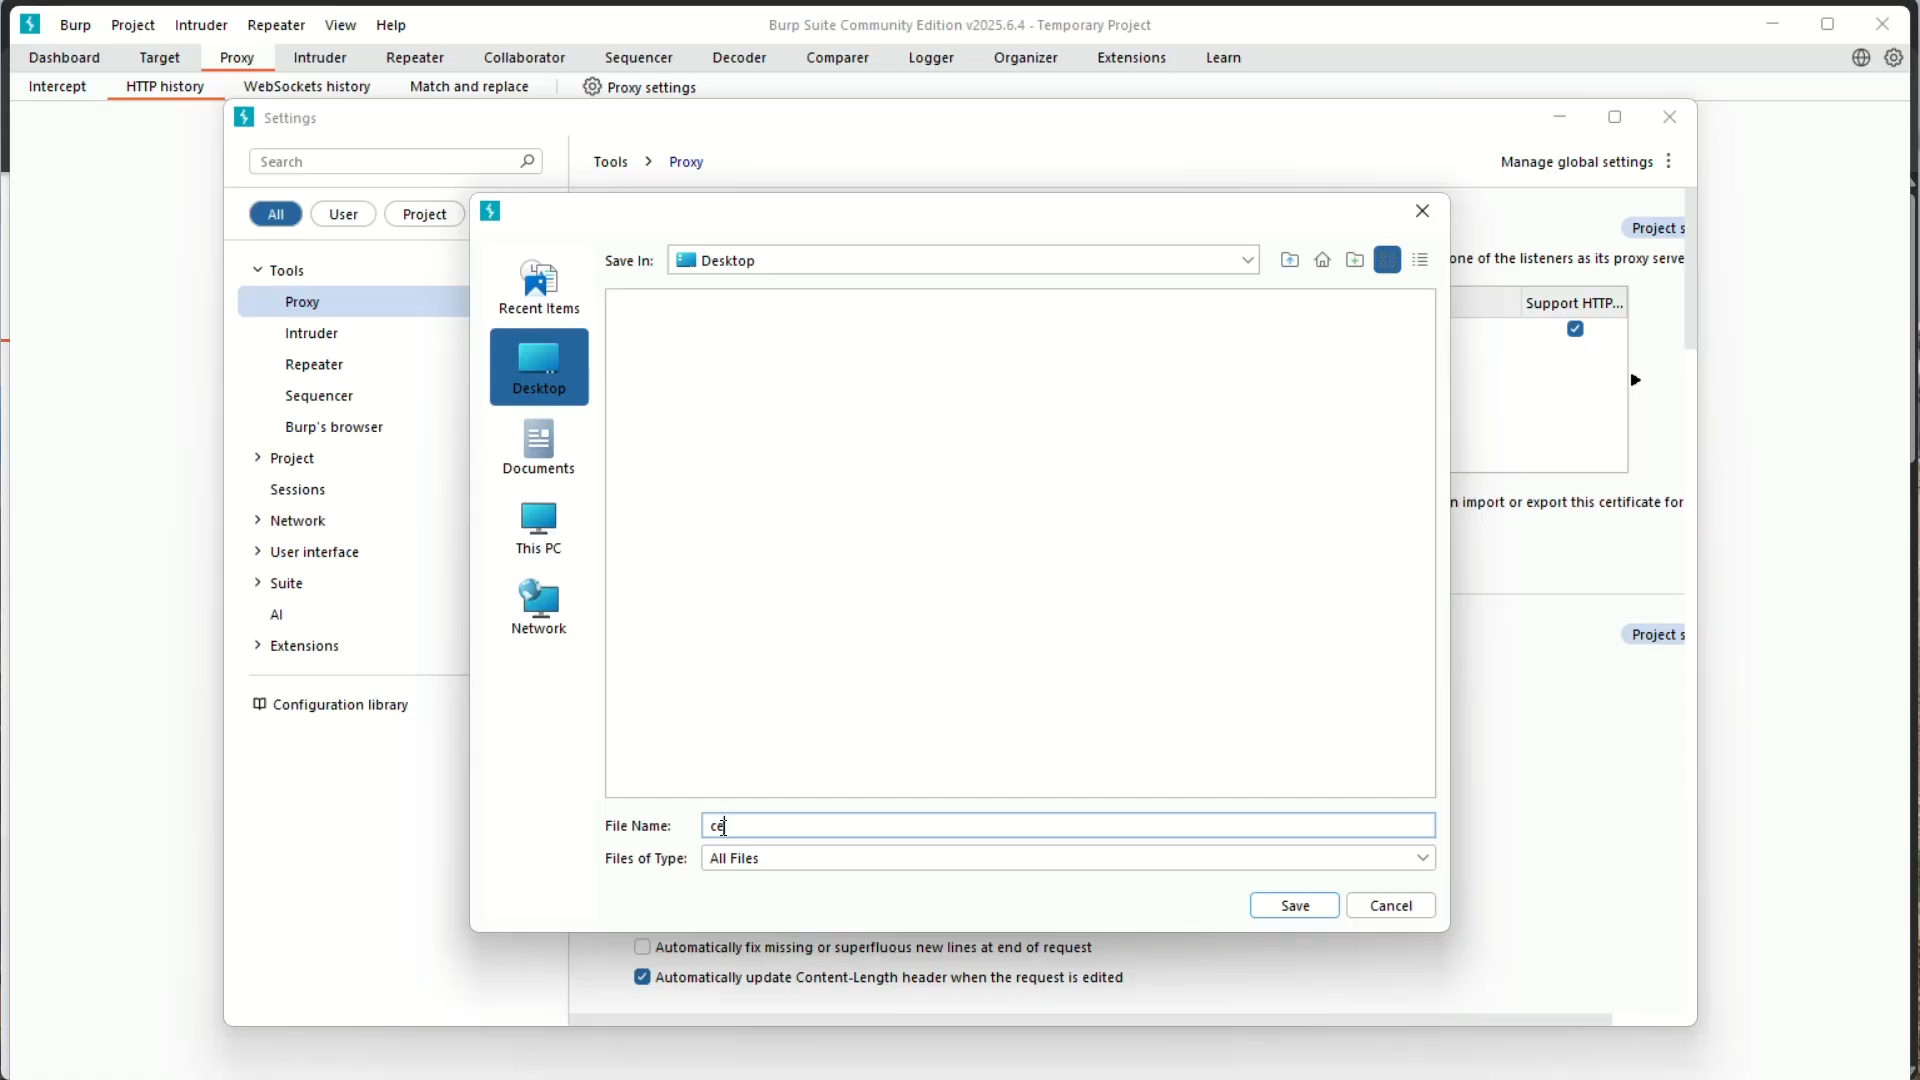 Burp Project Intruder Repeater View Help
Burp Suite Community Edition v2025.6.4 - Temporary Project
Dashboard Target Proxy Intruder Repeater Collaborator Sequencer Decoder Comparer Logger Organizer Extensions Learn
Intercept HTTP history WebSockets history Match and replace Proxy settings
Settings
Search
Tools > Proxy
Manage global settings
All User Project
Project s
one of the listeners as its proxy serve
Tools
Proxy
Intruder
Repeater
Sequencer
Burp's browser
Project
Sessions
Network
User interface
Suite
AI
Extensions
Configuration library
Save In: Desktop
Recent Items
Desktop
Documents
This PC
Network
Support HTTP...
n import or export this certificate for
Project s
File Name: ce
Files of Type: All Files
Save Cancel
Automatically fix missing or superfluous new lines at end of request
Automatically update Content-Length header when the request is edited